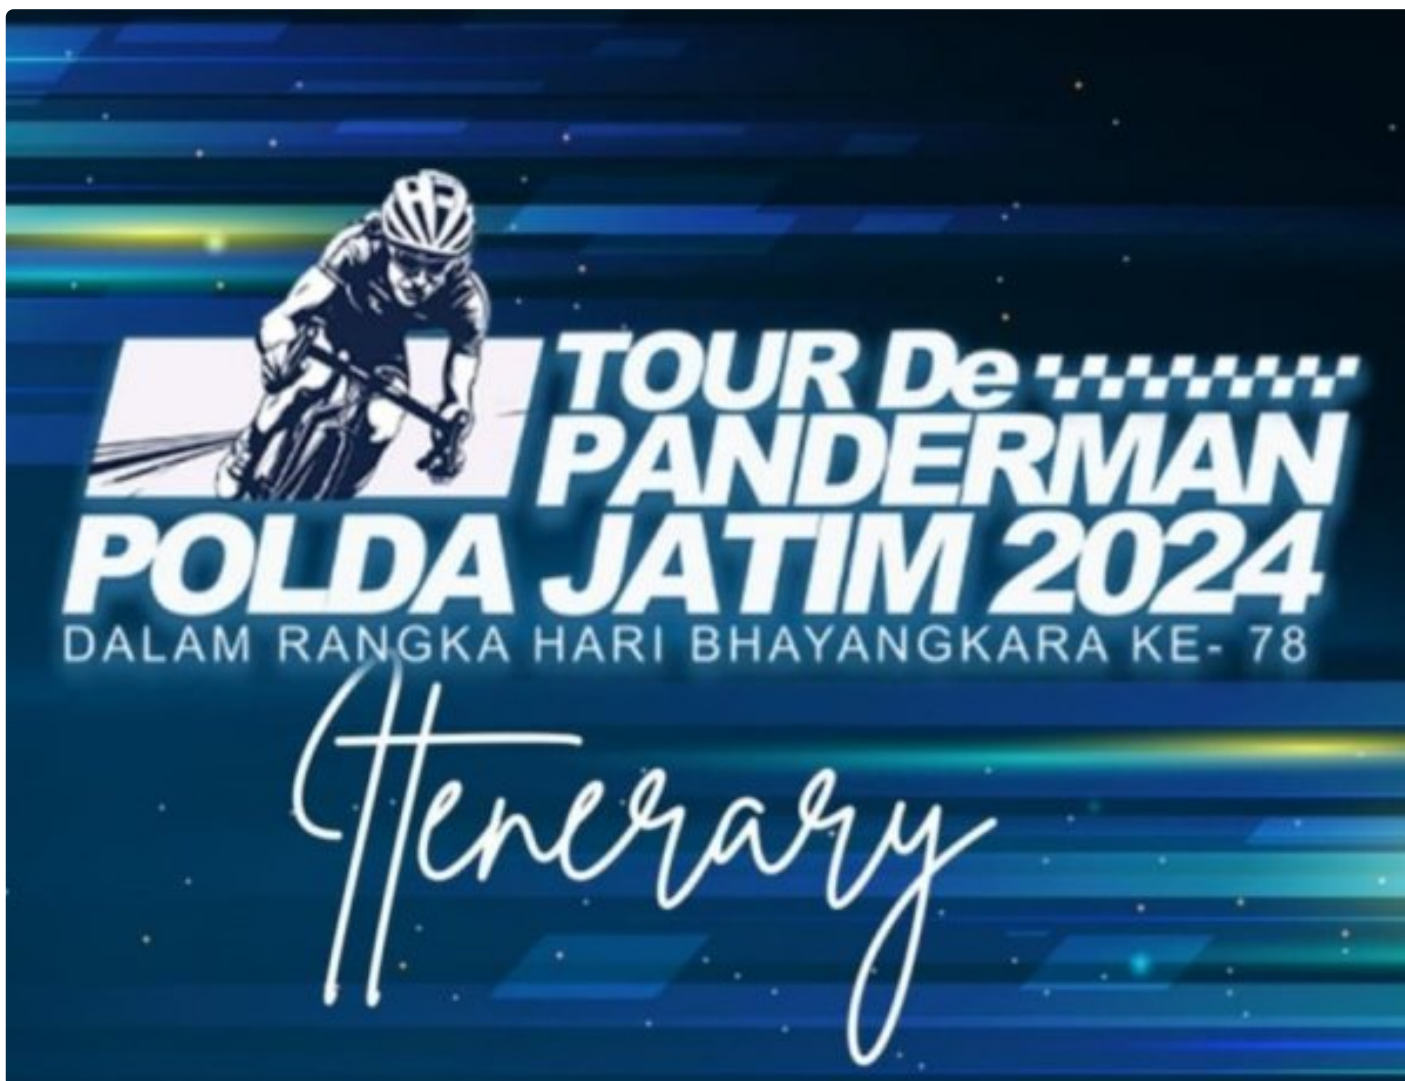 TOUR De
PANDERMAN
POLDA JATIM 2024
DALAM RANGKA HARI BHAYANGKARA KE- 78
Itenerary